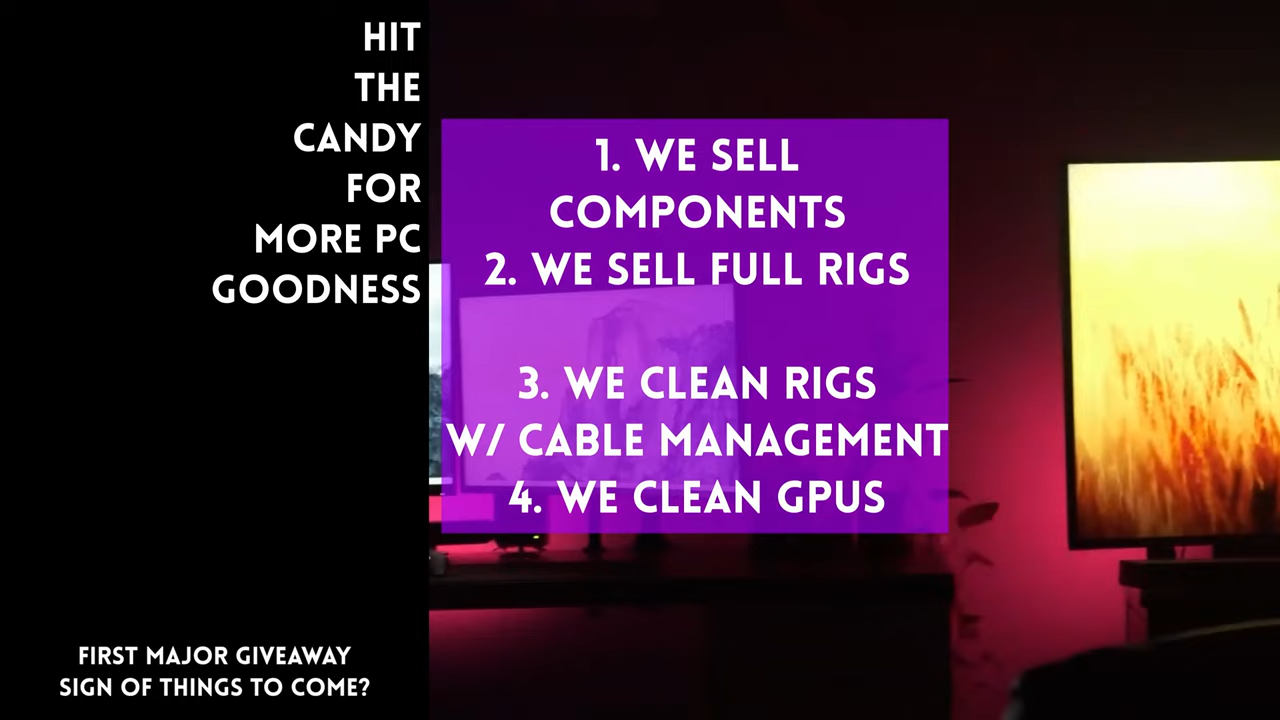 HIT
THE
CANDY
FOR
MORE PC
GOODNESS
1. WE SELL
COMPONENTS
2. WE SELL FULL RIGS
3. WE CLEAN RIGS
W/ CABLE MANAGEMENT
4. WE CLEAN GPUS
FIRST MAJOR GIVEAWAY
SIGN OF THINGS TO COME?